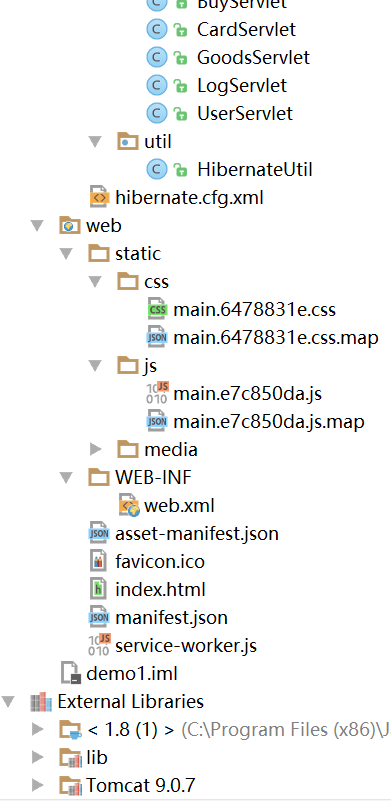 BuyServlet
CardServlet
GoodsServlet
LogServlet
UserServlet
util
HibernateUtil
hibernate.cfg.xml
web
static
css
main.6478831e.css
main.6478831e.css.map
js
main.e7c850da.js
main.e7c850da.js.map
media
WEB-INF
web.xml
asset-manifest.json
favicon.ico
index.html
manifest.json
service-worker.js
demo1.iml
External Libraries
< 1.8 (1) > (C:\Program Files (x86)\J
lib
Tomcat 9.0.7